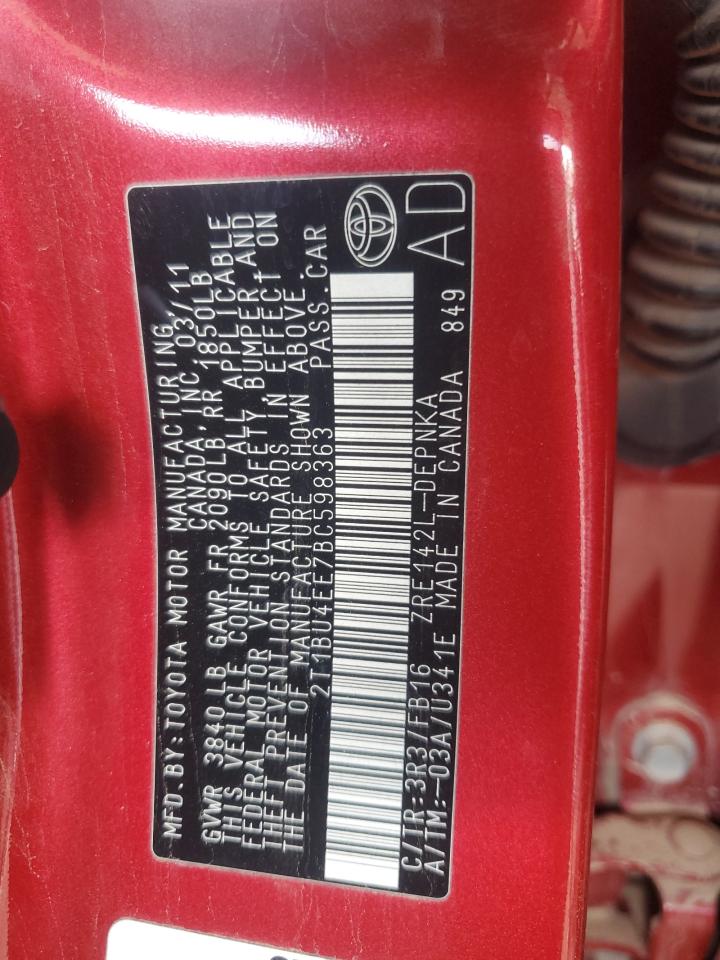 MFD. BY: TOYOTA MOTOR MANUFACTURING,
CANADA, INC. 03/11
GVWR 3840 LB GAWR FR 2090LB RR 1850LB
THIS VEHICLE CONFORMS TO ALL APPLICABLE
FEDERAL MOTOR VEHICLE SAFETY, BUMPER AND
THEFT PREVENTION STANDARDS IN EFFECT ON
THE DATE OF MANUFACTURE SHOWN ABOVE.
2T1BU4EE7BC598363 PASS. CAR
C/TR: 3R3/FB16 ZRE142L-DEPNKA 849
A/TM: -03A/U341E MADE IN CANADA
AD